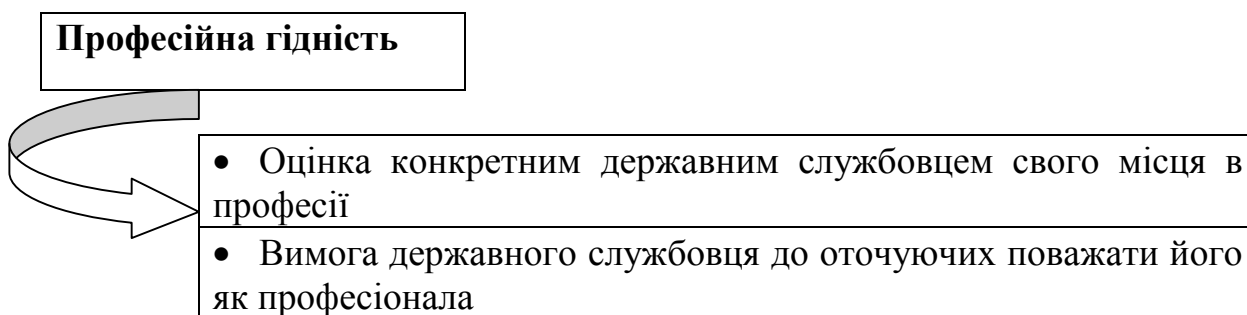 Професійна гідність
• Оцінка конкретним державним службовцем свого місця в
професії
• Вимога державного службовця до оточуючих поважати його
як професіонала